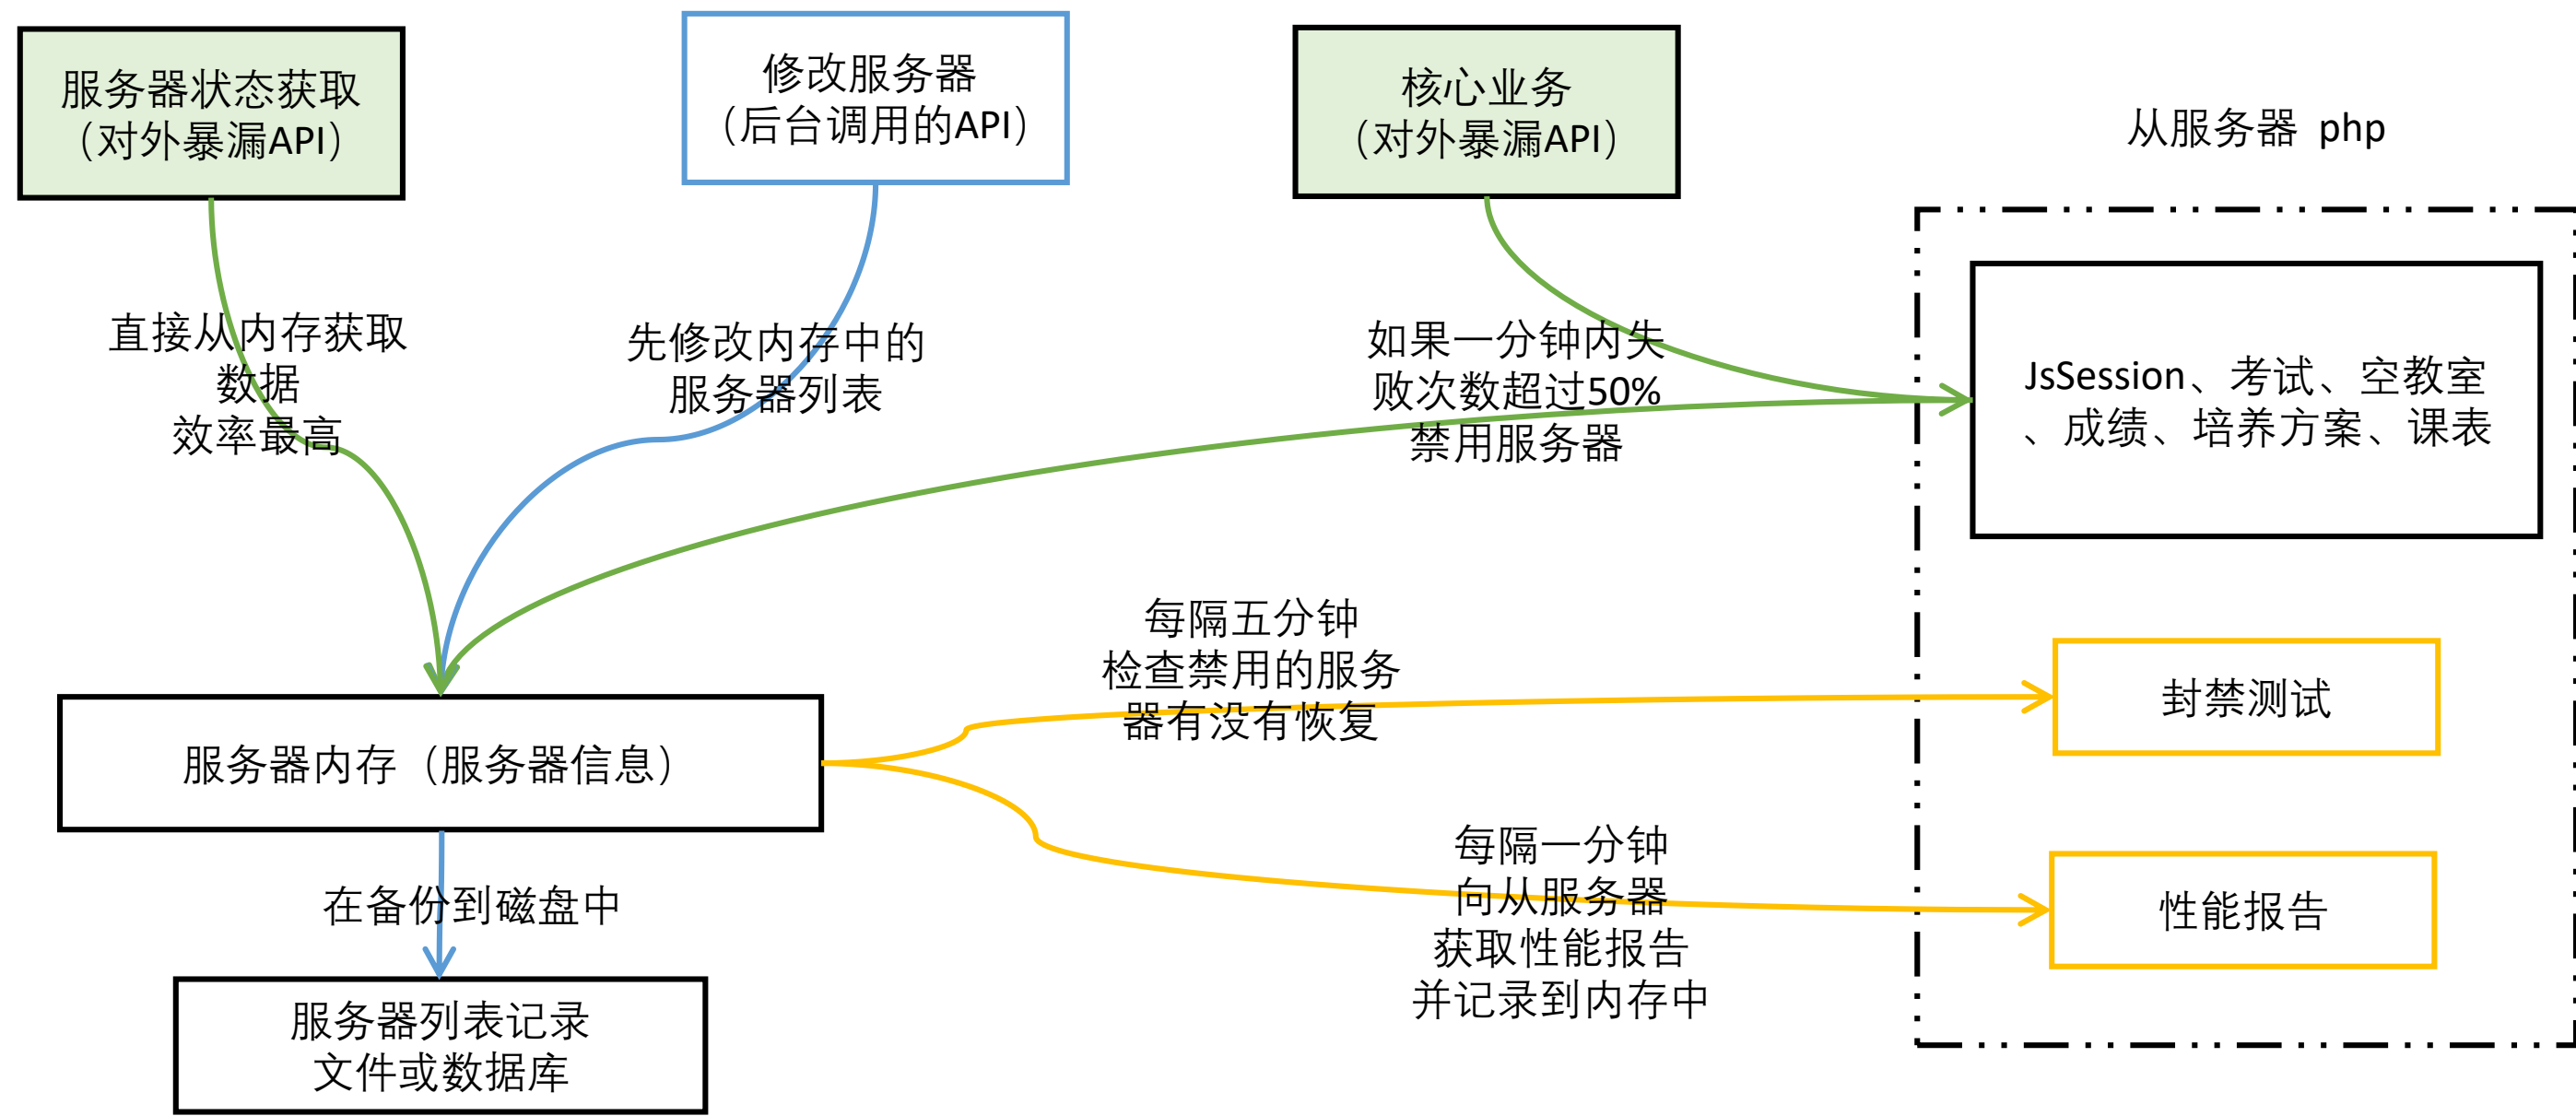 服务器状态获取
（对外暴漏API）
修改服务器
（后台调用的API）
核心业务
（对外暴漏API）
从服务器 php
直接从内存获取
数据
效率最高
先修改内存中的
服务器列表
如果一分钟内失
败次数超过50%
禁用服务器
JsSession、考试、空教室
、成绩、培养方案、课表
每隔五分钟
检查禁用的服务
器有没有恢复
封禁测试
服务器内存（服务器信息）
每隔一分钟
向从服务器
获取性能报告
并记录到内存中
性能报告
在备份到磁盘中
服务器列表记录
文件或数据库